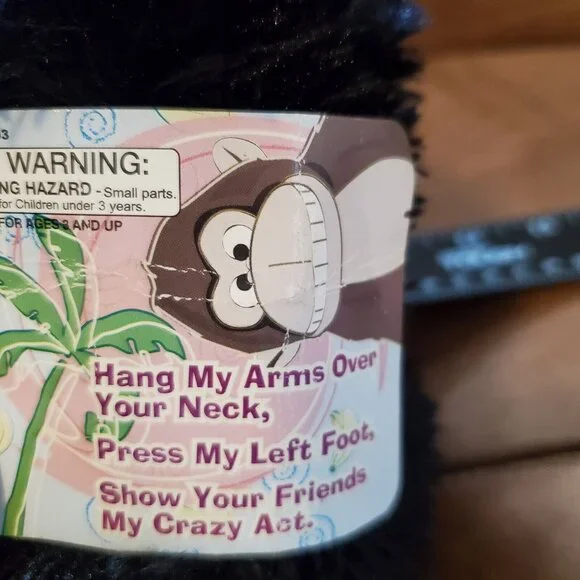 53
WARNING:
NG HAZARD - Small parts.
for Children under 3 years.
FOR AGES 3 AND UP
Hang My Arms Over
Your Neck,
Press My Left Foot,
Show Your Friends
My Crazy Act.